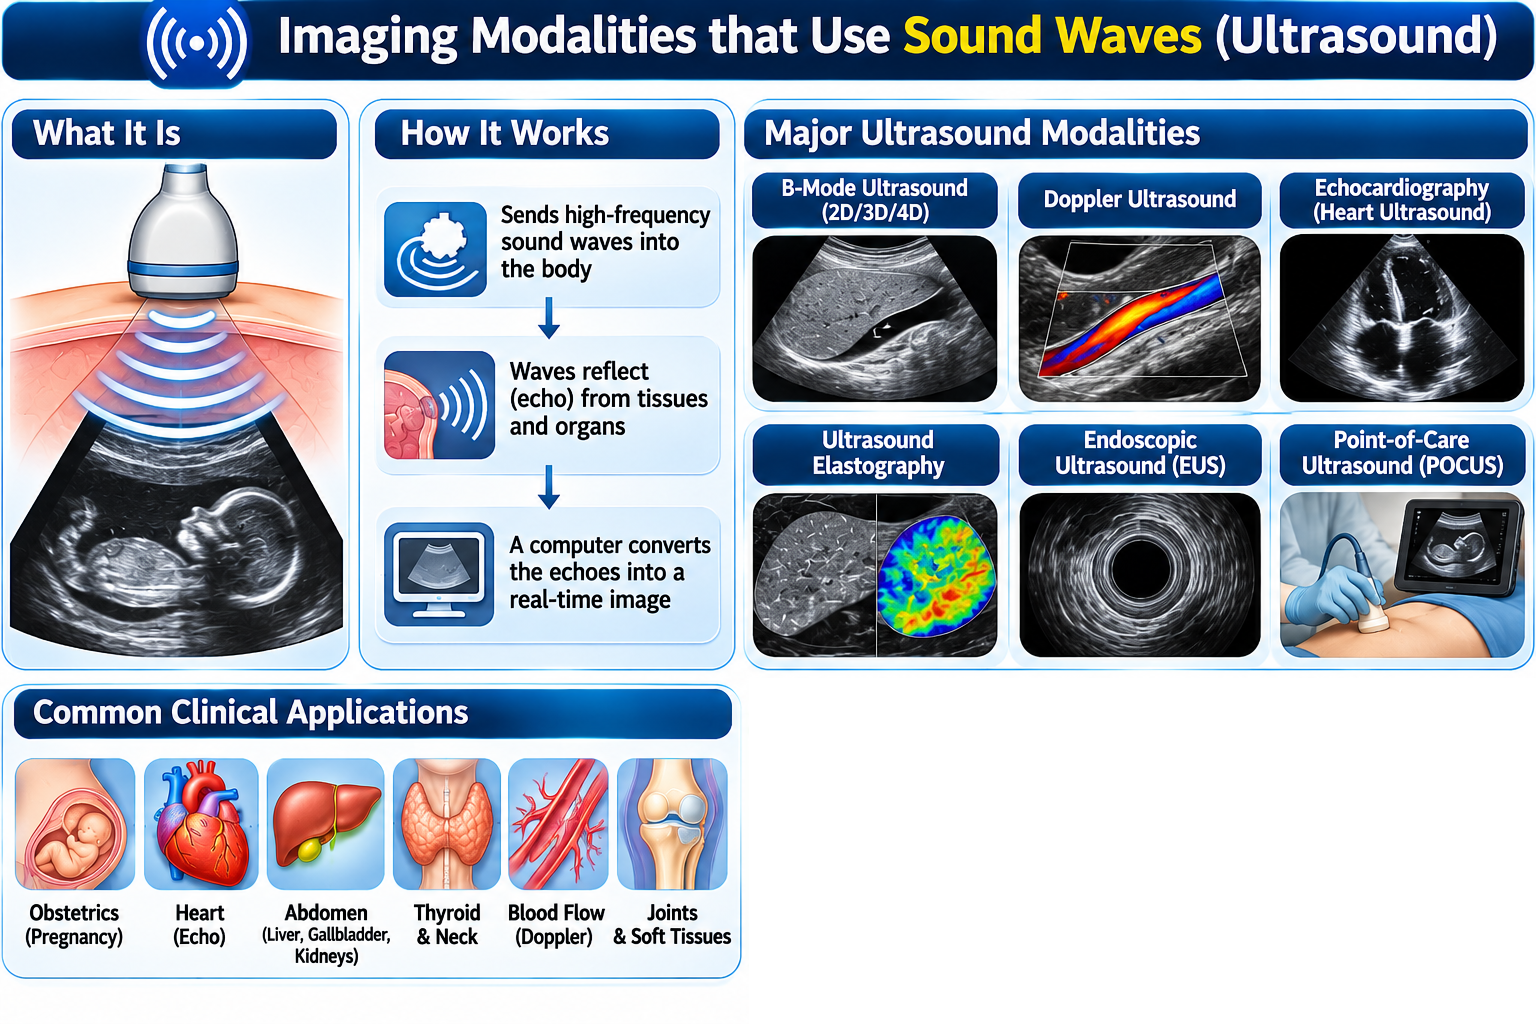 Imaging Modalities that Use Sound Waves (Ultrasound)
What It Is
How It Works
Sends high-frequency
sound waves into
the body
Waves reflect
(echo) from tissues
and organs
A computer converts
the echoes into a
real-time image
Major Ultrasound Modalities
B-Mode Ultrasound
(2D/3D/4D)
Doppler Ultrasound
Echocardiography
(Heart Ultrasound)
Ultrasound
Elastography
Endoscopic
Ultrasound (EUS)
Point-of-Care
Ultrasound (POCUS)
Common Clinical Applications
Obstetrics
(Pregnancy)
Heart
(Echo)
Abdomen
(Liver, Gallbladder,
Kidneys)
Thyroid
& Neck
Blood Flow
(Doppler)
Joints
& Soft Tissues